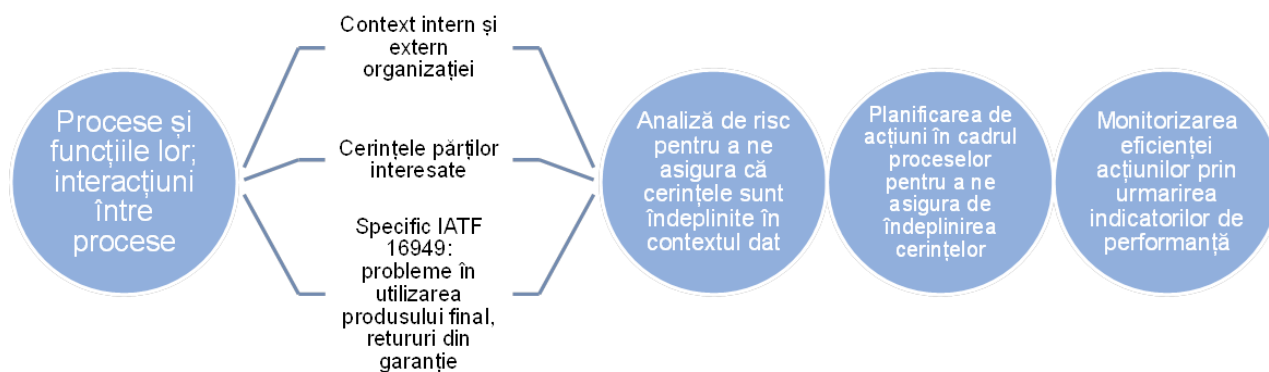 Procese și
funcțiile lor;
interacțiuni
între
procese
Context intern și
extern
organizației
Cerințele părților
interesate
Specific IATF
16949:
probleme în
utilizarea
produsului final,
retururi din
garanție
Analiză de risc
pentru a ne
asigura că
cerințele sunt
îndeplinite în
contextul dat
Planificarea de
acțiuni în cadrul
proceselor
pentru a ne
asigura de
îndeplinirea
cerințelor
Monitorizarea
eficienței
acțiunilor prin
urmarirea
indicatorilor de
performanță